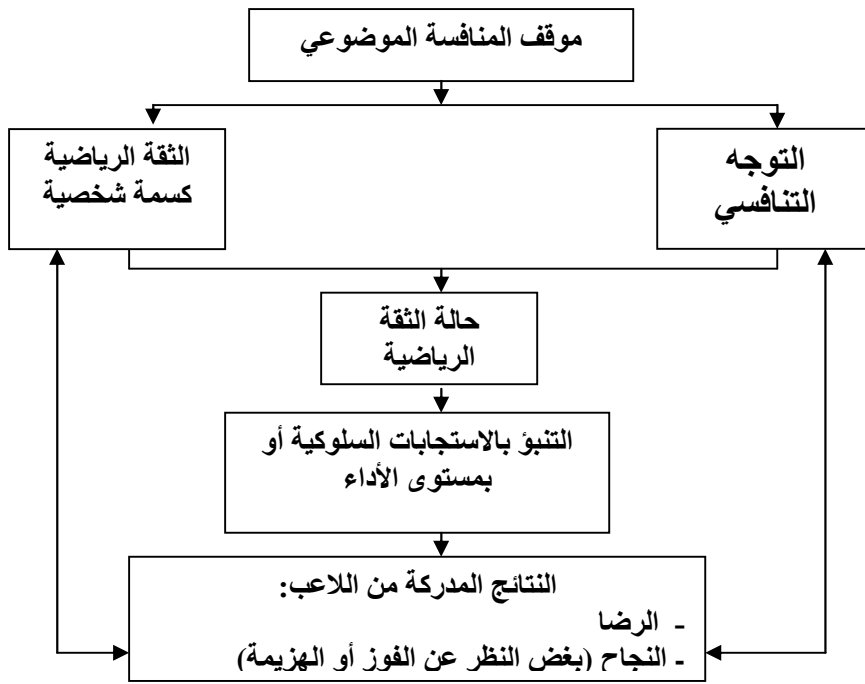 موقف المنافسة الموضوعي
الثقة الرياضية
كسمة شخصية
التوجه
التنافسي
حالة الثقة
الرياضية
التنبؤ بالاستجابات السلوكية أو
بمستوى الأداء
النتائج المدركة من اللاعب:
- الرضا
- النجاح (بغض النظر عن الفوز أو الهزيمة)